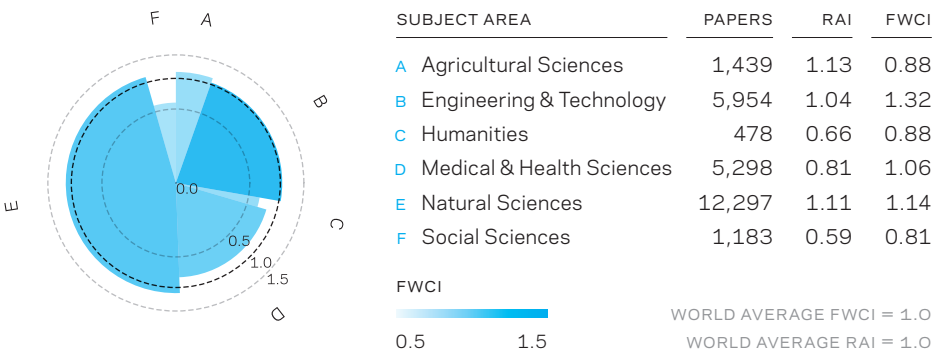 F A
B
C
D
E
0.0
0.5
1.0
1.5
SUBJECT AREA PAPERS RAI FWCI
A Agricultural Sciences 1,439 1.13 0.88
B Engineering & Technology 5,954 1.04 1.32
C Humanities 478 0.66 0.88
D Medical & Health Sciences 5,298 0.81 1.06
E Natural Sciences 12,297 1.11 1.14
F Social Sciences 1,183 0.59 0.81
FWCI
0.5 1.5
WORLD AVERAGE FWCI = 1.0
WORLD AVERAGE RAI = 1.0